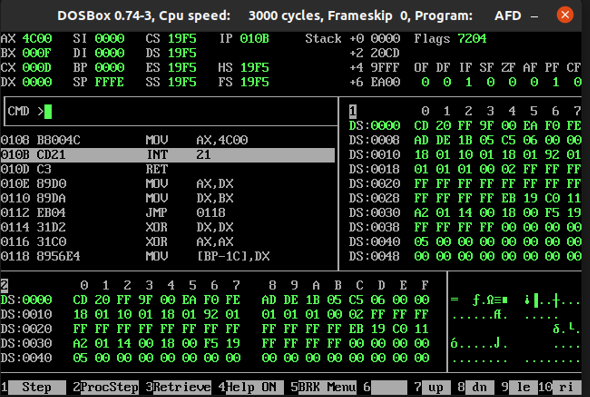 DOSBox 0.74-3, Cpu speed: 3000 cycles, Frameskip 0, Program: AFD
AX 4C00 SI 0000 CS 19F5 IP 010B Stack +0 0000 Flags 7204
BX 000F DI 0000 DS 19F5 +2 20CD
CX 000D BP 0000 ES 19F5 HS 19F5 +4 9FFF OF DF IF SF ZF AF PF CF
DX 0000 SP FFFE SS 19F5 FS 19F5 +6 EA00 0 0 1 0 0 0 1 0
CMD >
1 0 1 2 3 4 5 6 7
DS:0000 CD 20 FF 9F 00 EA F0 FE
DS:0008 AD DE 1B 05 C5 06 00 00
DS:0010 18 01 10 01 18 01 92 01
DS:0018 01 01 01 00 02 FF FF FF
DS:0020 FF FF FF FF FF FF FF FF
DS:0028 FF FF FF FF EB 19 C0 11
DS:0030 A2 01 14 00 18 00 F5 19
DS:0038 FF FF FF FF 00 00 00 00
DS:0040 05 00 00 00 00 00 00 00
DS:0048 00 00 00 00 00 00 00 00
0108 B8004C MOV AX,4C00
010B CD21 INT 21
010D C3 RET
010E 89D0 MOV AX,DX
0110 89DA MOV DX,BX
0112 EB04 JMP 0118
0114 31D2 XOR DX,DX
0116 31C0 XOR AX,AX
0118 8956E4 MOV [BP-1C],DX
2 0 1 2 3 4 5 6 7 8 9 A B C D E F
DS:0000 CD 20 FF 9F 00 EA F0 FE AD DE 1B 05 C5 06 00 00
DS:0010 18 01 10 01 18 01 92 01 01 01 01 00 02 FF FF FF
DS:0020 FF FF FF FF FF FF FF FF FF FF FF FF EB 19 C0 11
DS:0030 A2 01 14 00 18 00 F5 19 FF FF FF FF 00 00 00 00
DS:0040 05 00 00 00 00 00 00 00 00 00 00 00 00 00 00 00
1 Step 2ProcStep 3Retrieve 4Help ON 5BRK Menu 6 7 up 8 dn 9 le 10 ri